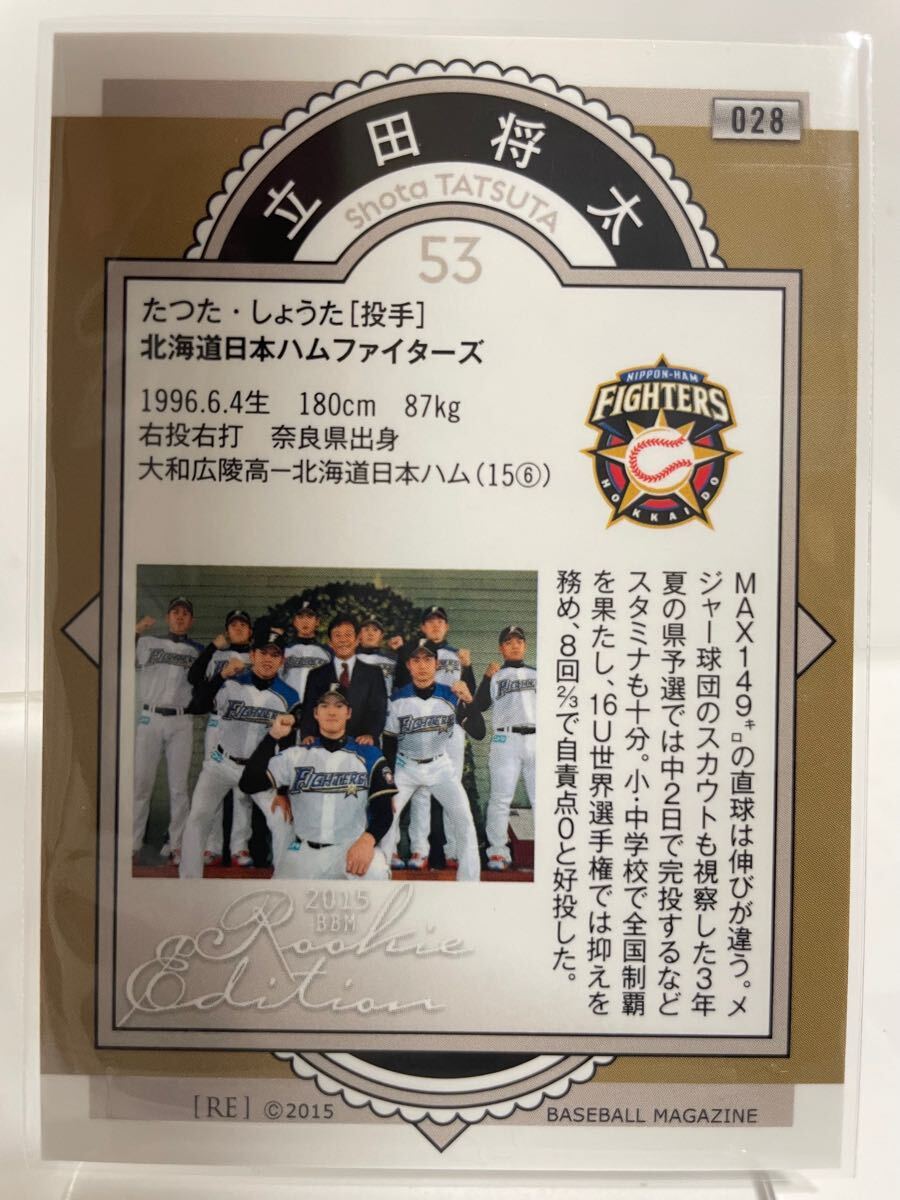 028
立田将太
Shota TATSUTA
53
たつた・しょうた[投手]
北海道日本ハムファイターズ
1996.6.4生 180cm 87kg
右投右打 奈良県出身
大和広陵高ー北海道日本ハム(15⑥)
NIPPON-HAM
FIGHTERS
HOKKAIDO
MAX149㌔の直球は伸びが違う。メ
ジャー球団のスカウトも視察した3年
夏の県予選では中2日で完投するなど
スタミナも十分。小・中学校で全国制覇
を果たし、16U世界選手権では抑えを
務め、8回⅔で自責点0と好投した。
FIGHTERS
2015
BBM
Rookie
Edition
[RE] ©2015
BASEBALL MAGAZINE